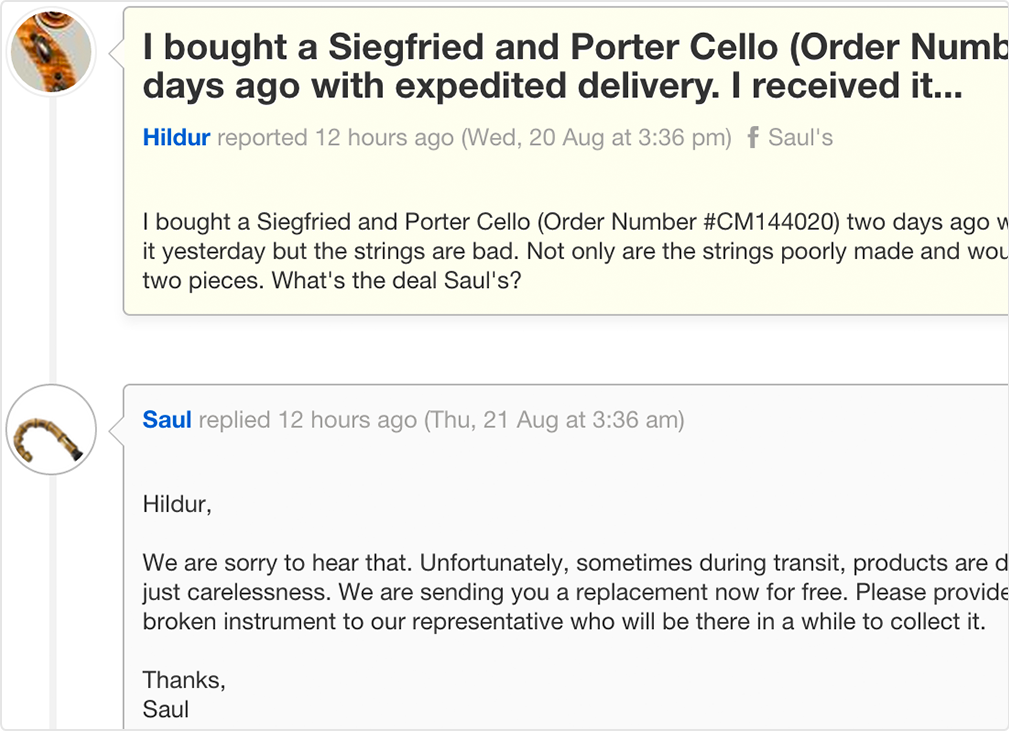 I bought a Siegfried and Porter Cello (Order Numb
days ago with expedited delivery. I received it...
Hildur reported 12 hours ago (Wed, 20 Aug at 3:36 pm) f Saul's
I bought a Siegfried and Porter Cello (Order Number #CM144020) two days ago w
it yesterday but the strings are bad. Not only are the strings poorly made and wou
two pieces. What's the deal Saul's?
Saul replied 12 hours ago (Thu, 21 Aug at 3:36 am)
Hildur,
We are sorry to hear that. Unfortunately, sometimes during transit, products are d
just carelessness. We are sending you a replacement now for free. Please provide
broken instrument to our representative who will be there in a while to collect it.
Thanks,
Saul